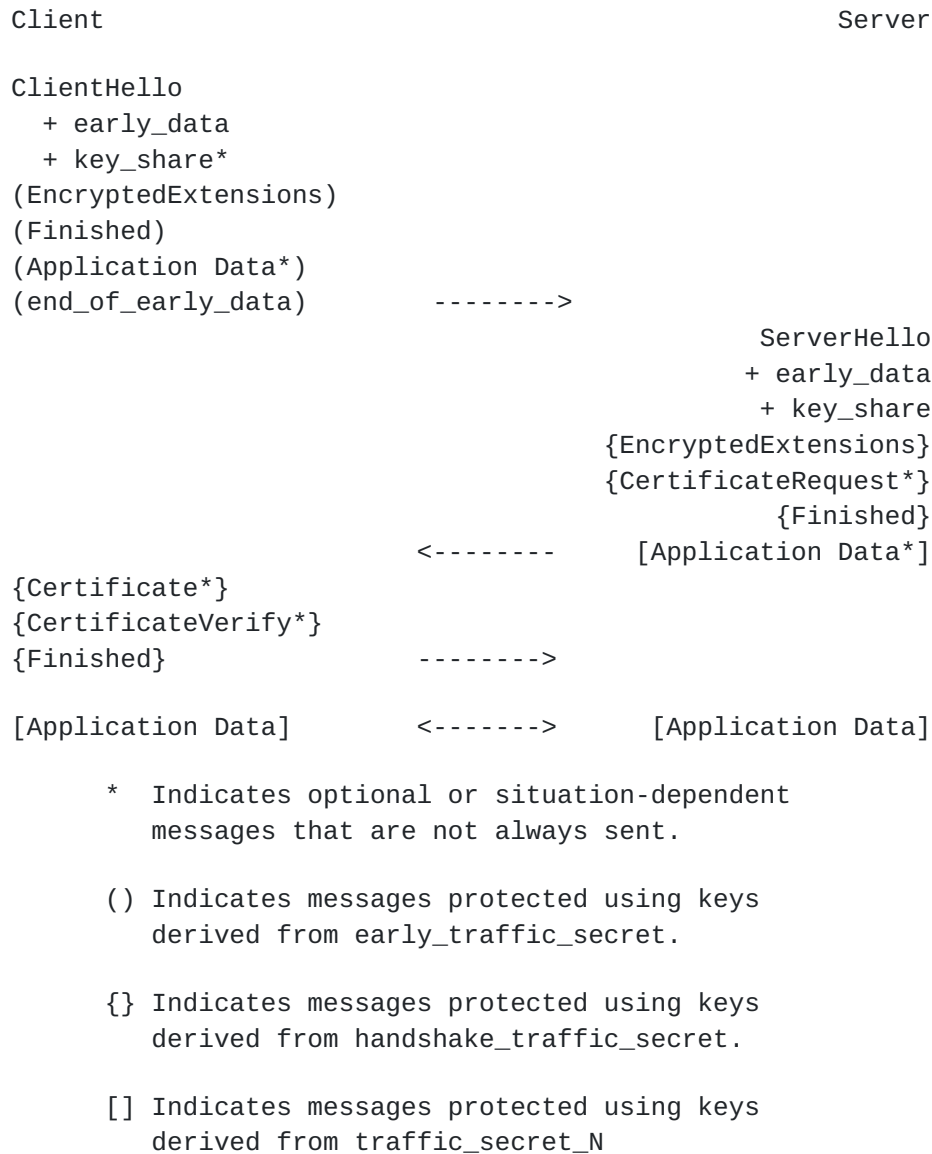 Client Server
ClientHello
+ early_data
+ key_share*
(EncryptedExtensions)
(Finished)
(Application Data*)
(end_of_early_data) -------->
ServerHello
+ early_data
+ key_share
{EncryptedExtensions}
{CertificateRequest*}
{Finished}
<-------- [Application Data*]
{Certificate*}
{CertificateVerify*}
{Finished} -------->
[Application Data] <-------> [Application Data]
* Indicates optional or situation-dependent
messages that are not always sent.
() Indicates messages protected using keys
derived from early_traffic_secret.
{} Indicates messages protected using keys
derived from handshake_traffic_secret.
[] Indicates messages protected using keys
derived from traffic_secret_N